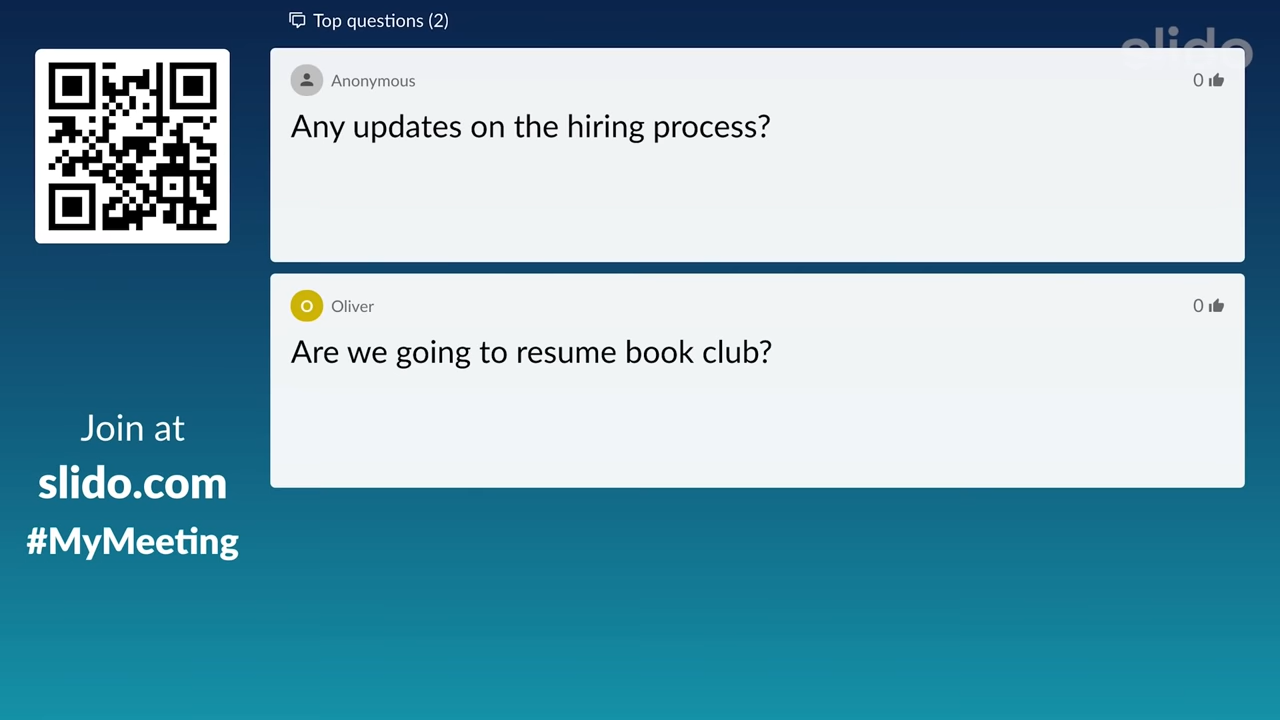 Top questions (2)
slido
Anonymous
0
Any updates on the hiring process?
O
Oliver
0
Are we going to resume book club?
Join at
slido.com
#MyMeeting